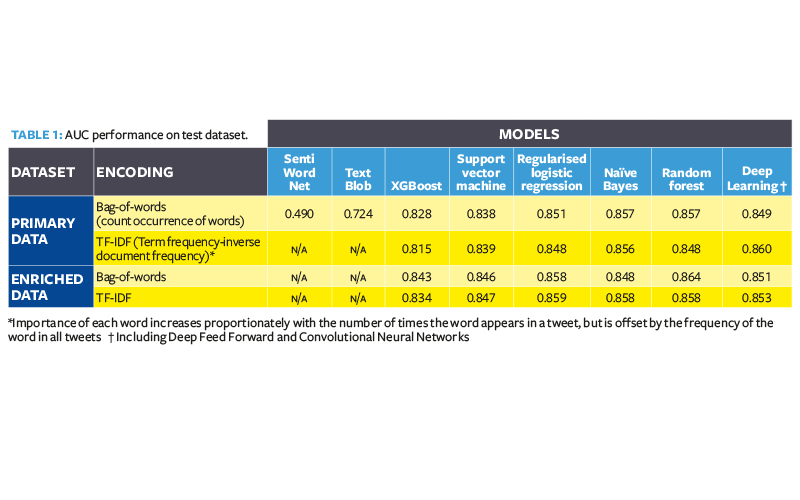 TABLE 1: AUC performance on test dataset.
MODELS
DATASET ENCODING Senti Word Net Text Blob XGBoost Support vector machine Regularised logistic regression Naïve Bayes Random forest Deep Learning †
PRIMARY DATA
Bag-of-words (count occurrence of words) 0.490 0.724 0.828 0.838 0.851 0.857 0.857 0.849
TF-IDF (Term frequency-inverse document frequency)* N/A N/A 0.815 0.839 0.848 0.856 0.848 0.860
ENRICHED DATA
Bag-of-words N/A N/A 0.843 0.846 0.858 0.848 0.864 0.851
TF-IDF N/A N/A 0.834 0.847 0.859 0.858 0.858 0.853
*Importance of each word increases proportionately with the number of times the word appears in a tweet, but is offset by the frequency of the
word in all tweets † Including Deep Feed Forward and Convolutional Neural Networks